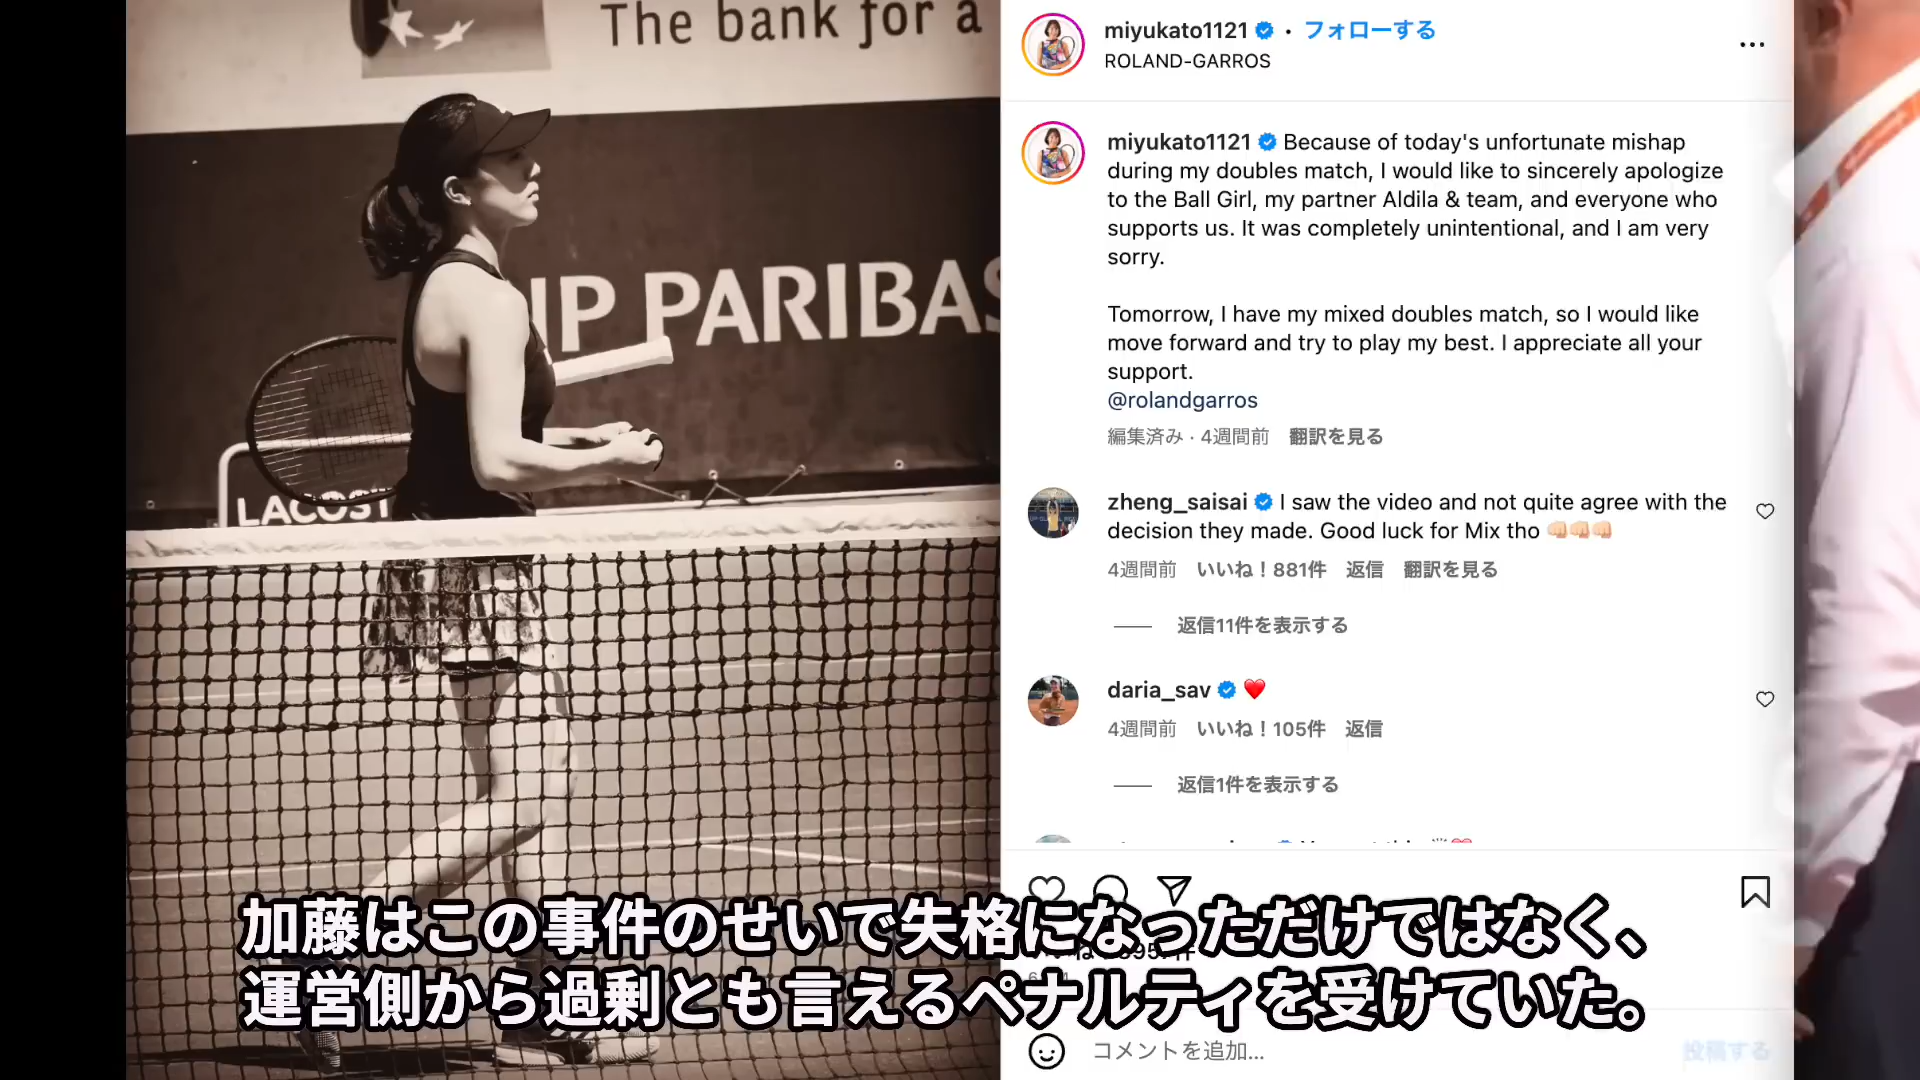 The bank for a
PARIBAS
LACOST
miyukato1121 • フォローする
ROLAND-GARROS
miyukato1121 Because of today's unfortunate mishap
during my doubles match, I would like to sincerely apologize
to the Ball Girl, my partner Aldila & team, and everyone who
supports us. It was completely unintentional, and I am very
sorry.
Tomorrow, I have my mixed doubles match, so I would like
move forward and try to play my best. I appreciate all your
support.
@rolandgarros
編集済み · 4週間前 翻訳を見る
zheng_saisai I saw the video and not quite agree with the
decision they made. Good luck for Mix tho 👊🏻👊🏻👊🏻
4週間前 いいね！881件 返信 翻訳を見る
返信11件を表示する
daria_sav ❤️
4週間前 いいね！105件 返信
返信1件を表示する
加藤はこの事件のせいで失格になっただけではなく、
運営側から過剰とも言えるペナルティを受けていた。
コメントを追加...
投稿する